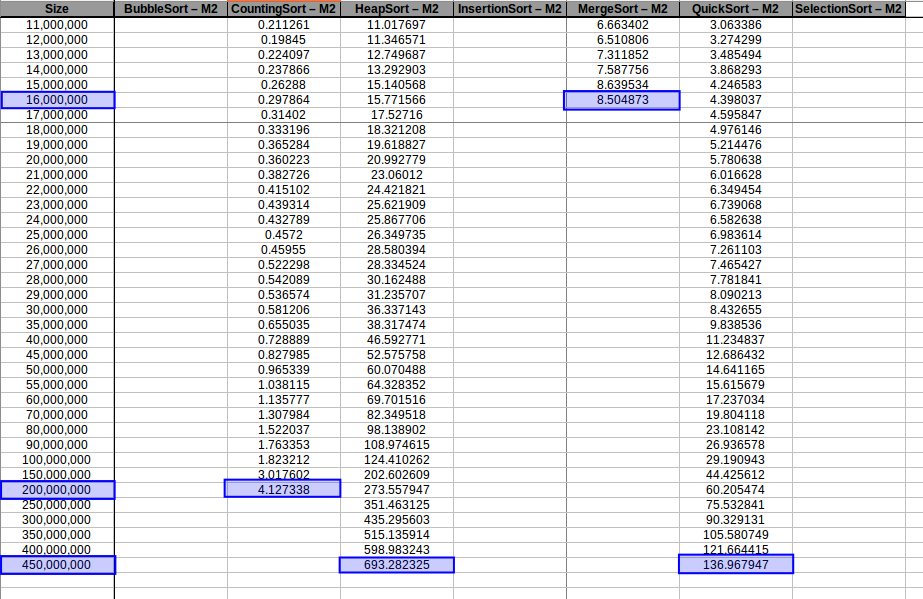 Size BubbleSort – M2 CountingSort – M2 HeapSort – M2 InsertionSort – M2 MergeSort – M2 QuickSort – M2 SelectionSort – M2
11,000,000 0.211261 11.017697 6.663402 3.063386
12,000,000 0.19845 11.346571 6.510806 3.274299
13,000,000 0.224097 12.749687 7.311852 3.485494
14,000,000 0.237866 13.292903 7.587756 3.868293
15,000,000 0.26288 15.140568 8.639534 4.246583
16,000,000 0.297864 15.771566 8.504873 4.398037
17,000,000 0.31402 17.52716 4.595847
18,000,000 0.333196 18.321208 4.976146
19,000,000 0.365284 19.618827 5.214476
20,000,000 0.360223 20.992779 5.780638
21,000,000 0.382726 23.06012 6.016628
22,000,000 0.415102 24.421821 6.349454
23,000,000 0.439314 25.621909 6.739068
24,000,000 0.432789 25.867706 6.582638
25,000,000 0.4572 26.349735 6.983614
26,000,000 0.45955 28.580394 7.261103
27,000,000 0.522298 28.334524 7.465427
28,000,000 0.542089 30.162488 7.781841
29,000,000 0.536574 31.235707 8.090213
30,000,000 0.581206 36.337143 8.432655
35,000,000 0.655035 38.317474 9.838536
40,000,000 0.728889 46.592771 11.234837
45,000,000 0.827985 52.575758 12.686432
50,000,000 0.965339 60.070488 14.641165
55,000,000 1.038115 64.328352 15.615679
60,000,000 1.135777 69.701516 17.237034
70,000,000 1.307984 82.349518 19.804118
80,000,000 1.522037 98.138902 23.108142
90,000,000 1.763353 108.974615 26.936578
100,000,000 1.823212 124.410262 29.190943
150,000,000 3.017602 202.602609 44.425612
200,000,000 4.127338 273.557947 60.205474
250,000,000 351.463125 75.532841
300,000,000 435.295603 90.329131
350,000,000 515.135914 105.580749
400,000,000 598.983243 121.664415
450,000,000 693.282325 136.967947